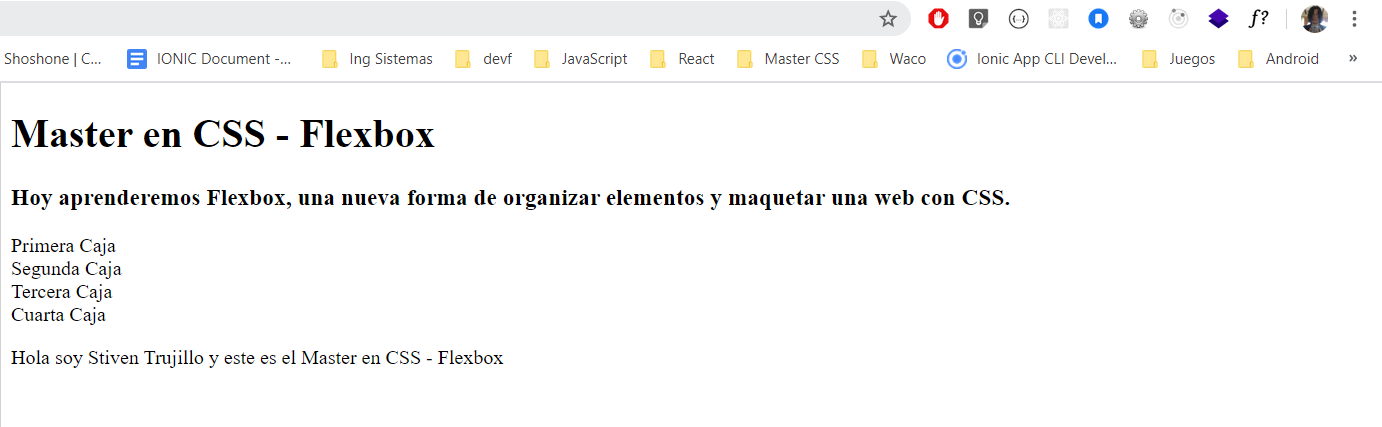 f?
Shoshone | C... IONIC Document -... Ing Sistemas devf JavaScript React Master CSS Waco Ionic App CLI Devel... Juegos Android »
Master en CSS - Flexbox
Hoy aprenderemos Flexbox, una nueva forma de organizar elementos y maquetar una web con CSS.
Primera Caja
Segunda Caja
Tercera Caja
Cuarta Caja
Hola soy Stiven Trujillo y este es el Master en CSS - Flexbox